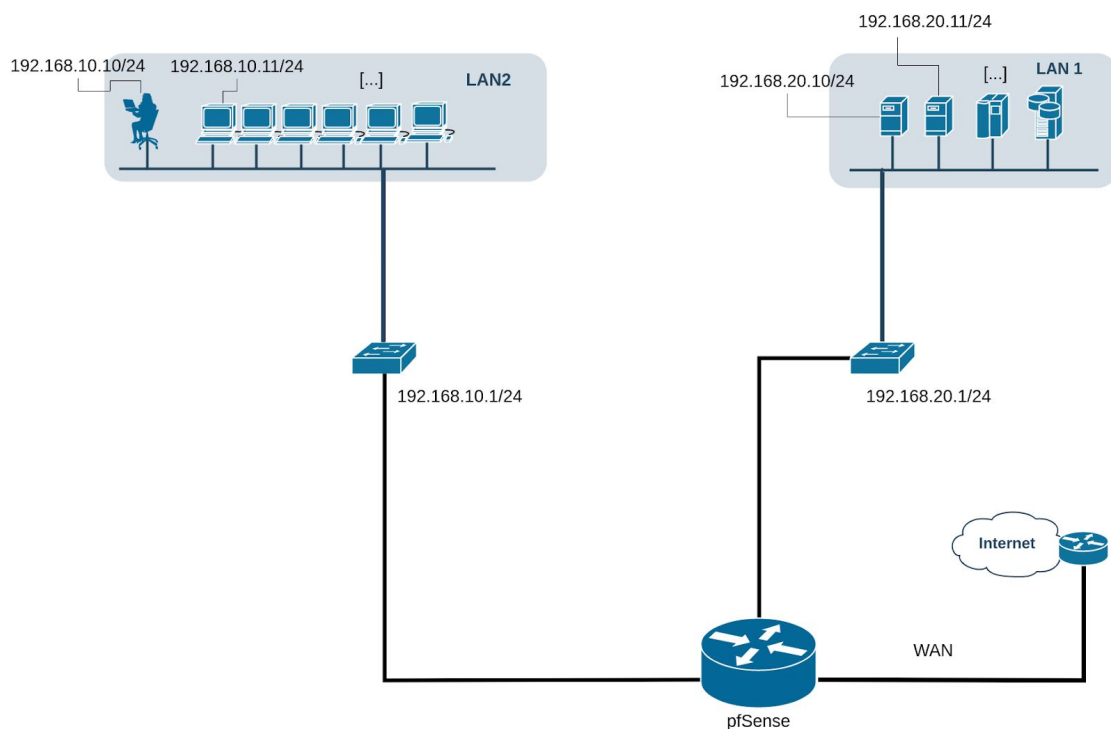 192.168.20.11/24
192.168.10.10/24
192.168.10.11/24
[...]
LAN2
192.168.20.10/24
[...]
LAN 1
192.168.10.1/24
192.168.20.1/24
Internet
WAN
pfSense